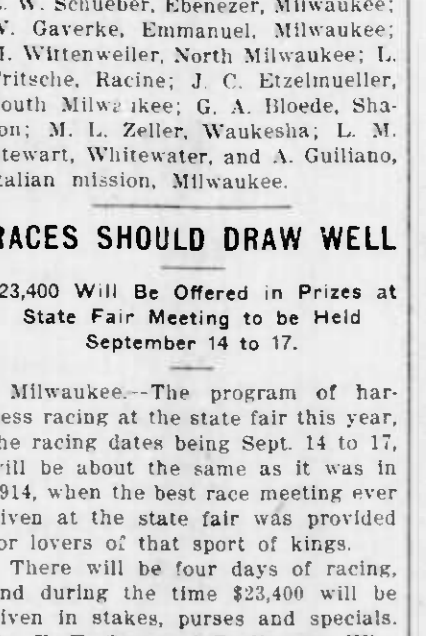 . W. Schueber, Ebenezer, Milwaukee;
. Gaverke, Emmanuel, Milwaukee;
. Wittenweiler, North Milwaukee; L.
ritsche, Racine; J. C. Etzelmueller,
outh Milwaukee; G. A. Bloede, Sha-
on; M. L. Zeller, Waukesha; L. M.
tewart, Whitewater, and A. Guiliano,
talian mission, Milwaukee.
RACES SHOULD DRAW WELL
23,400 Will Be Offered in Prizes at
State Fair Meeting to be Held
September 14 to 17.
Milwaukee.--The program of har-
ess racing at the state fair this year,
he racing dates being Sept. 14 to 17,
ill be about the same as it was in
914, when the best race meeting ever
iven at the state fair was provided
or lovers of that sport of kings.
There will be four days of racing,
nd during the time $23,400 will be
iven in stakes, purses and specials.